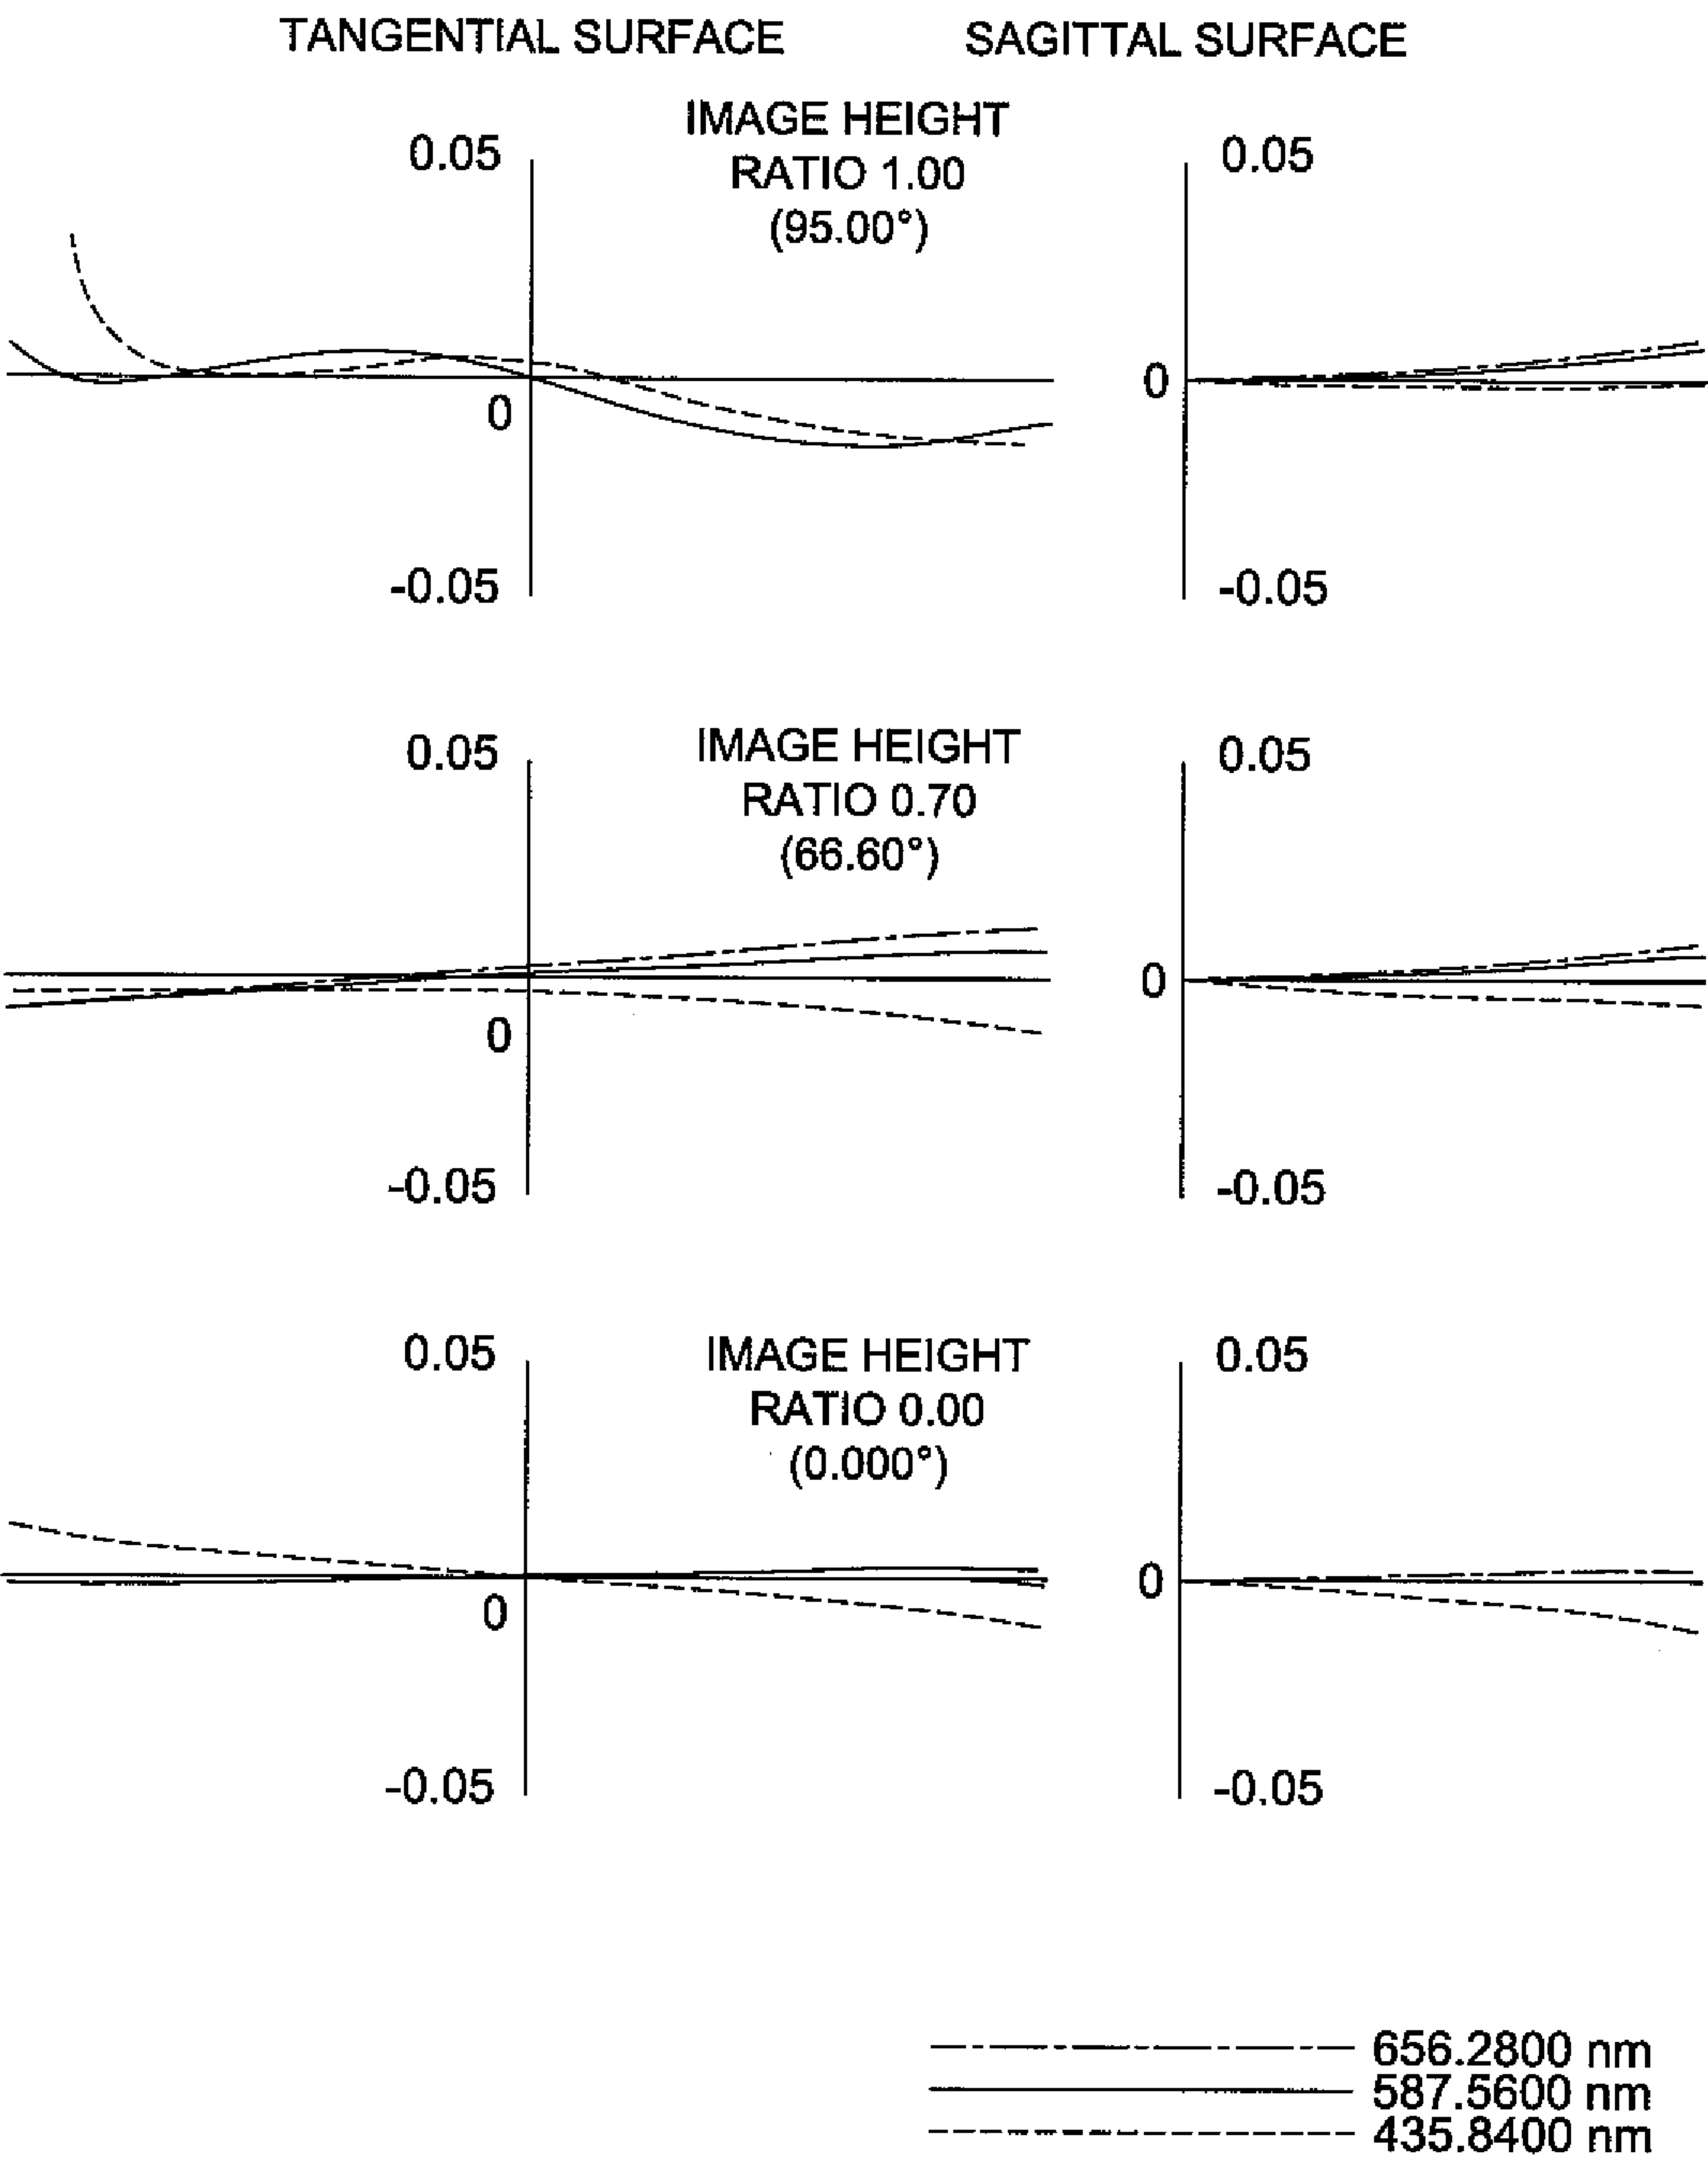 TANGENTIAL SURFACE SAGITTAL SURFACE
IMAGE HEIGHT
RATIO 1.00
(95.00°)
0.05
0
-0.05
0.05
0
-0.05
IMAGE HEIGHT
RATIO 0.70
(66.60°)
0.05
0
-0.05
0.05
0
-0.05
IMAGE HEIGHT
RATIO 0.00
(0.000°)
0.05
0
-0.05
0.05
0
-0.05
656.2800 nm
587.5600 nm
435.8400 nm